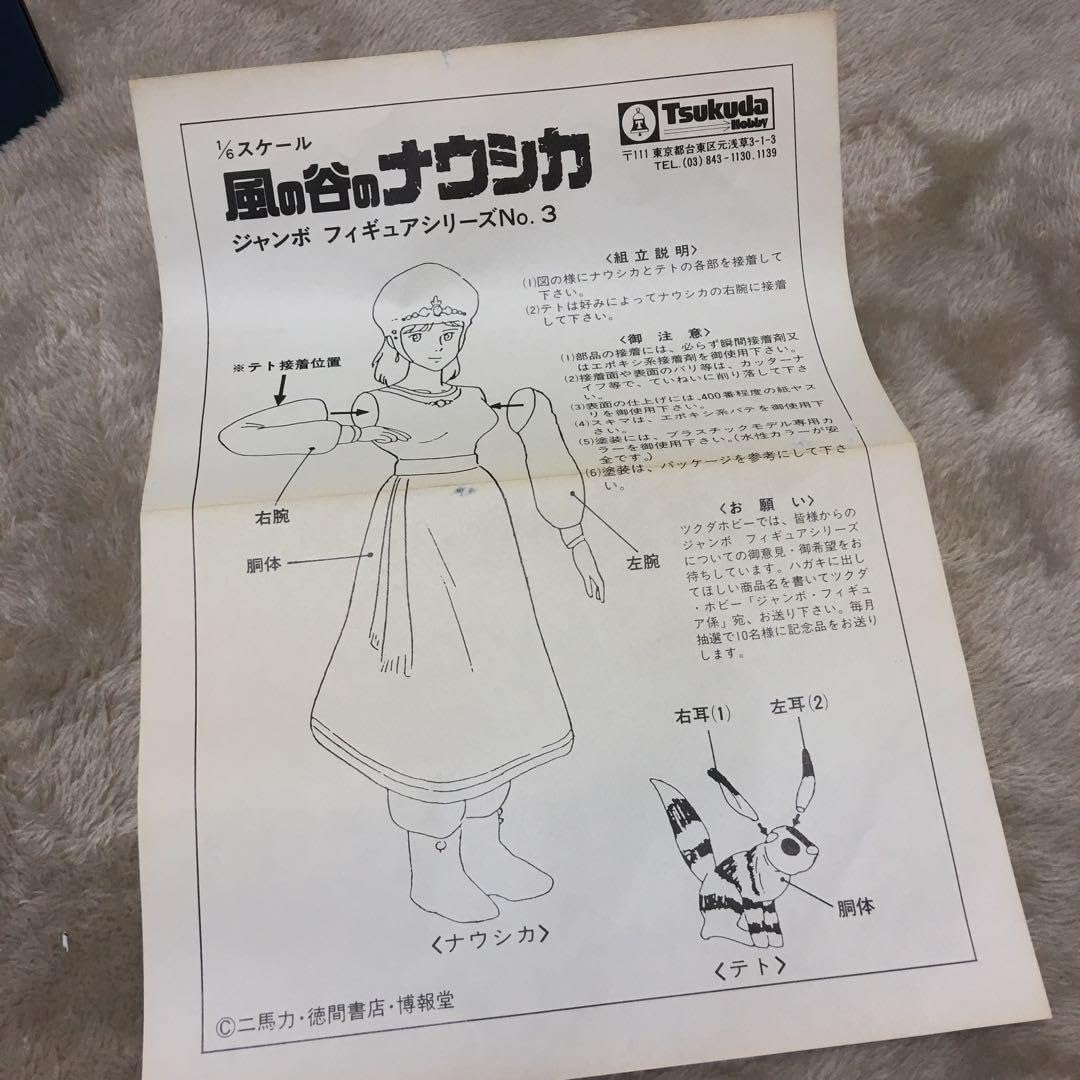 1/6スケール
風の谷のナウシカ
ジャンボ フィギュアシリーズNo.3
Tsukuda
Hobby
〒111 東京都台東区元浅草3-1-3
TEL.(03) 843-1130, 1139
〈組立説明〉
(1)図の様にナウシカとテトの各部を接着して
下さい。
(2)テトは好みによってナウシカの右腕に接着
して下さい。
〈御注意〉
(1)部品の接着には、必らず瞬間接着剤又
はエポキシ系接着剤を御使用下さい。
(2)接着面や表面のバリ等は、カッターナ
イフ等で、ていねいに削り落して下さ
い。
(3)表面の仕上げには、400番程度の紙ヤス
リを御使用下さい。
(4)スキマは、エポキシ系パテを御使用下
さい。
(5)塗装には、プラスチックモデル専用カ
ラーを御使用下さい。(水性カラーが安
全です。)
(6)塗装は、パッケージを参考にして下さ
い。
〈お願い〉
ツクダホビーでは、皆様からの
ジャンボ フィギュアシリーズ
についての御意見・御希望をお
待ちしています。ハガキに出し
てほしい商品名を書いてツクダ
・ホビー「ジャンボ・フィギュ
ア係」宛、お送り下さい。毎月
抽選で10名様に記念品をお送り
します。
※テト接着位置
右腕
胴体
左腕
〈ナウシカ〉
右耳(1)
左耳(2)
胴体
〈テト〉
©二馬力・徳間書店・博報堂